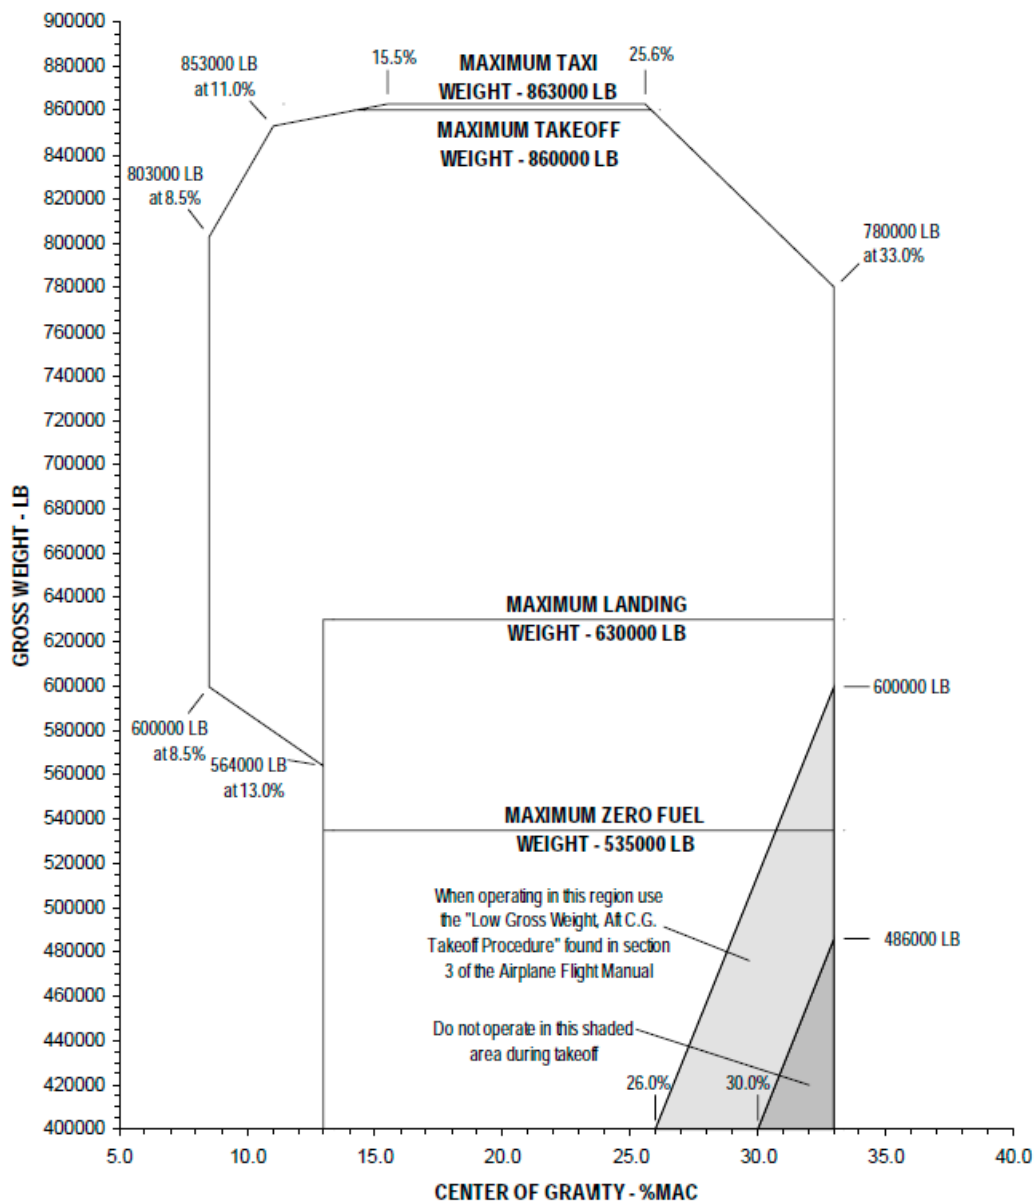 900000
880000
860000
840000
820000
800000
780000
760000
740000
720000
700000
680000
660000
640000
620000
600000
580000
560000
540000
520000
500000
480000
460000
440000
420000
400000
GROSS WEIGHT - LB
853000 LB
at 11.0%
15.5%
MAXIMUM TAXI
WEIGHT - 863000 LB
25.6%
MAXIMUM TAKEOFF
WEIGHT - 860000 LB
803000 LB
at 8.5%
780000 LB
at 33.0%
MAXIMUM LANDING
WEIGHT - 630000 LB
600000 LB
600000 LB
at 8.5%
564000 LB
at 13.0%
MAXIMUM ZERO FUEL
WEIGHT - 535000 LB
When operating in this region use
the "Low Gross Weight, Aft C.G.
Takeoff Procedure" found in section
3 of the Airplane Flight Manual
486000 LB
Do not operate in this shaded
area during takeoff
26.0%
30.0%
5.0
10.0
15.0
20.0
25.0
30.0
35.0
40.0
CENTER OF GRAVITY - %MAC